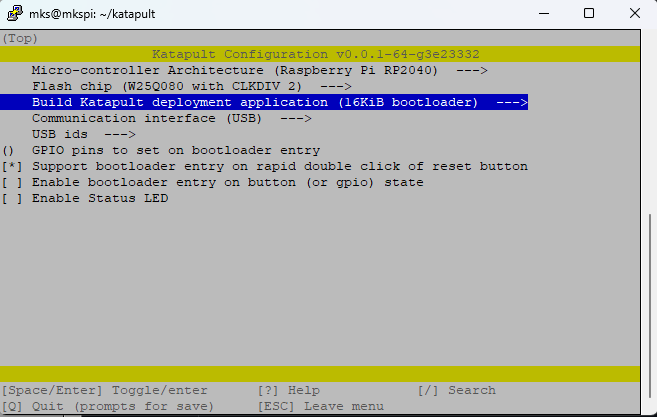 mks@mkspi: ~/katapult
(Top)
Katapult Configuration v0.0.1-64-g3e23332
Micro-controller Architecture (Raspberry Pi RP2040)  --->
Flash chip (W25Q080 with CLKDIV 2)  --->
Build Katapult deployment application (16KiB bootloader)  --->
Communication interface (USB)  --->
USB ids  --->
()  GPIO pins to set on bootloader entry
[*] Support bootloader entry on rapid double click of reset button
[ ] Enable bootloader entry on button (or gpio) state
[ ] Enable Status LED
[Space/Enter] Toggle/enter      [?] Help      [/] Search
[Q] Quit (prompts for save)      [ESC] Leave menu